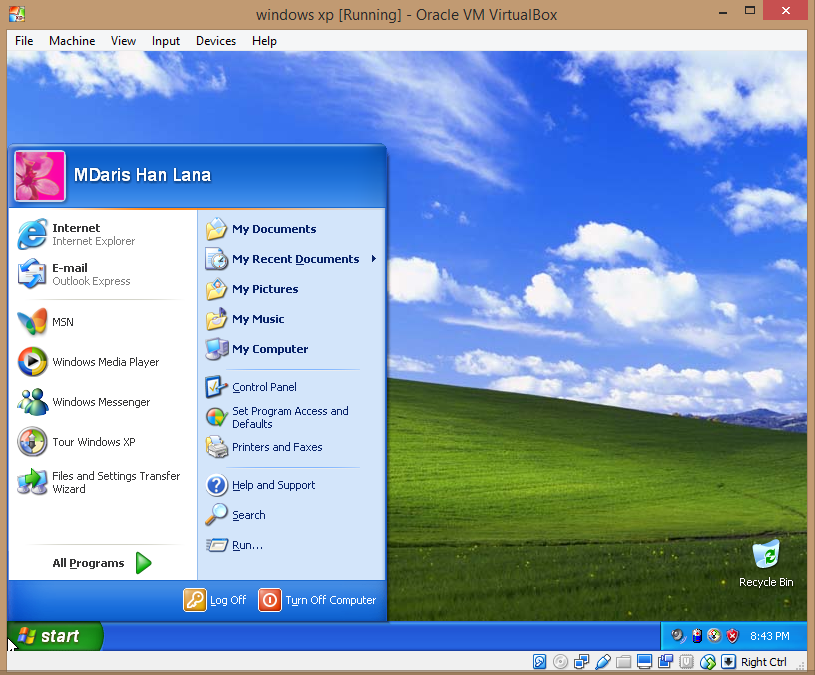 windows xp [Running] - Oracle VM VirtualBox
File Machine View Input Devices Help
MDaris Han Lana
Internet
Internet Explorer
E-mail
Outlook Express
MSN
Windows Media Player
Windows Messenger
Tour Windows XP
Files and Settings Transfer
Wizard
All Programs
My Documents
My Recent Documents
My Pictures
My Music
My Computer
Control Panel
Set Program Access and
Defaults
Printers and Faxes
Help and Support
Search
Run...
Log Off Turn Off Computer
Recycle Bin
start
8:43 PM
Right Ctrl